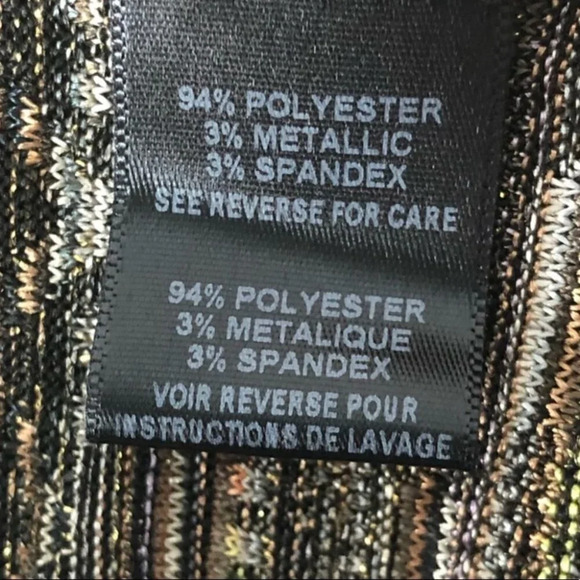 94% POLYESTER
3% METALLIC
3% SPANDEX
SEE REVERSE FOR CARE
94% POLYESTER
3% METALIQUE
3% SPANDEX
VOIR REVERSE POUR
INSTRUCTIONS DE LAVAGE